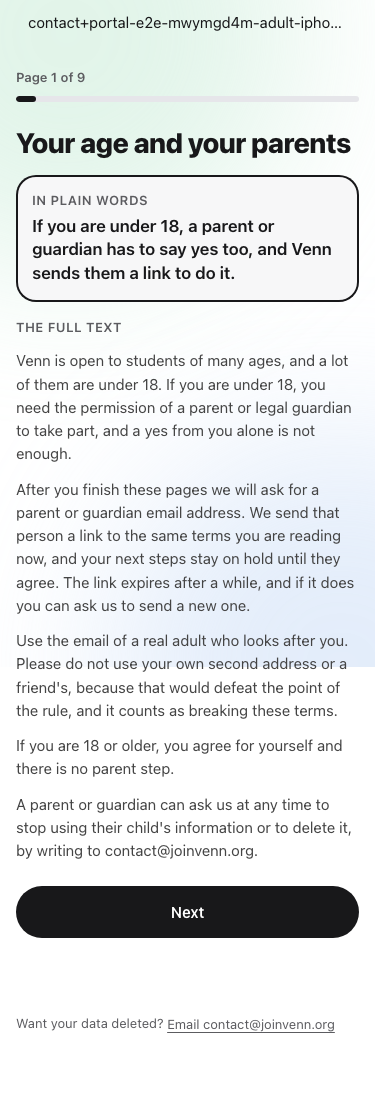 contact+portal-e2e-mwymgd4m-adult-ipho...
Page 1 of 9
Your age and your parents
IN PLAIN WORDS
If you are under 18, a parent or
guardian has to say yes too, and Venn
sends them a link to do it.
THE FULL TEXT
Venn is open to students of many ages, and a lot
of them are under 18. If you are under 18, you
need the permission of a parent or legal guardian
to take part, and a yes from you alone is not
enough.
After you finish these pages we will ask for a
parent or guardian email address. We send that
person a link to the same terms you are reading
now, and your next steps stay on hold until they
agree. The link expires after a while, and if it does
you can ask us to send a new one.
Use the email of a real adult who looks after you.
Please do not use your own second address or a
friend's, because that would defeat the point of
the rule, and it counts as breaking these terms.
If you are 18 or older, you agree for yourself and
there is no parent step.
A parent or guardian can ask us at any time to
stop using their child's information or to delete it,
by writing to contact@joinvenn.org.
Next
Want your data deleted? Email contact@joinvenn.org